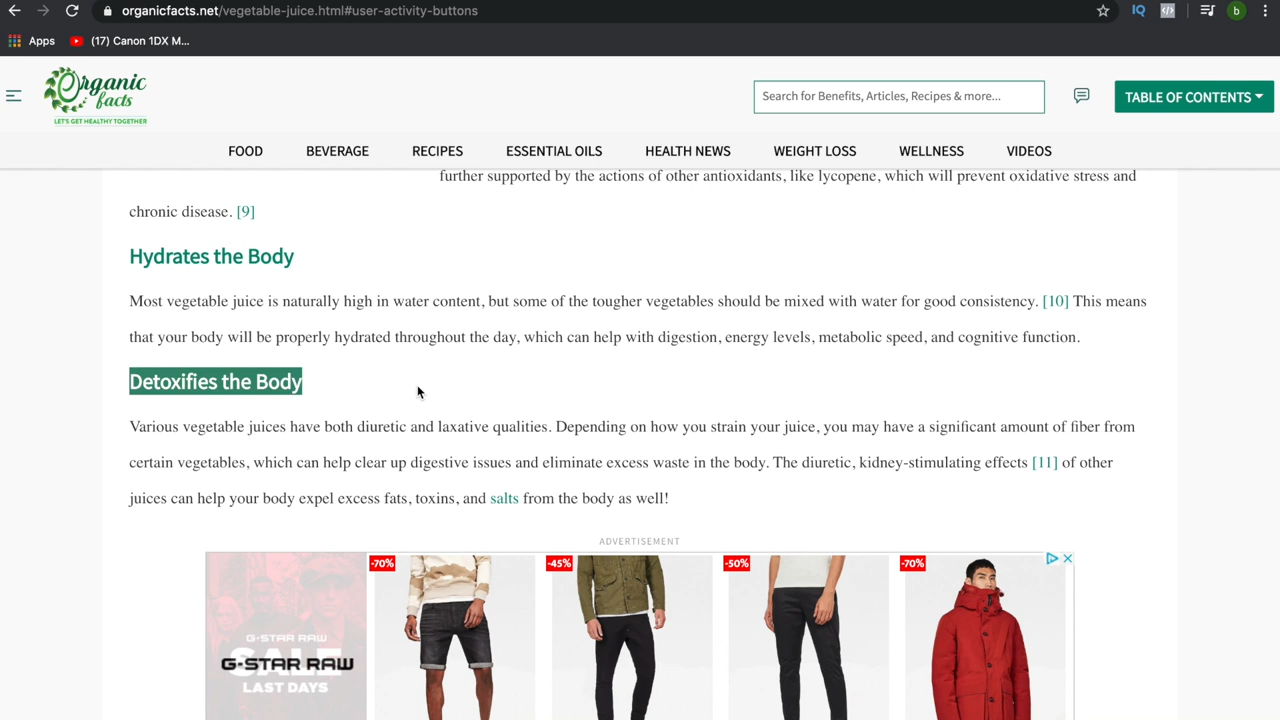 organicfacts.net/vegetable-juice.html#user-activity-buttons
IQ
b
Apps
(17) Canon 1DX M...
Organic
facts
LET'S GET HEALTHY TOGETHER
Search for Benefits, Articles, Recipes & more...
TABLE OF CONTENTS
FOOD BEVERAGE RECIPES ESSENTIAL OILS HEALTH NEWS WEIGHT LOSS WELLNESS VIDEOS
further supported by the actions of other antioxidants, like lycopene, which will prevent oxidative stress and
chronic disease. [9]
Hydrates the Body
Most vegetable juice is naturally high in water content, but some of the tougher vegetables should be mixed with water for good consistency. [10] This means
that your body will be properly hydrated throughout the day, which can help with digestion, energy levels, metabolic speed, and cognitive function.
Detoxifies the Body
Various vegetable juices have both diuretic and laxative qualities. Depending on how you strain your juice, you may have a significant amount of fiber from
certain vegetables, which can help clear up digestive issues and eliminate excess waste in the body. The diuretic, kidney-stimulating effects [11] of other
juices can help your body expel excess fats, toxins, and salts from the body as well!
ADVERTISEMENT
-70% -45% -50% -70%
G-STAR RAW
SALE
G-STAR RAW
LAST DAYS